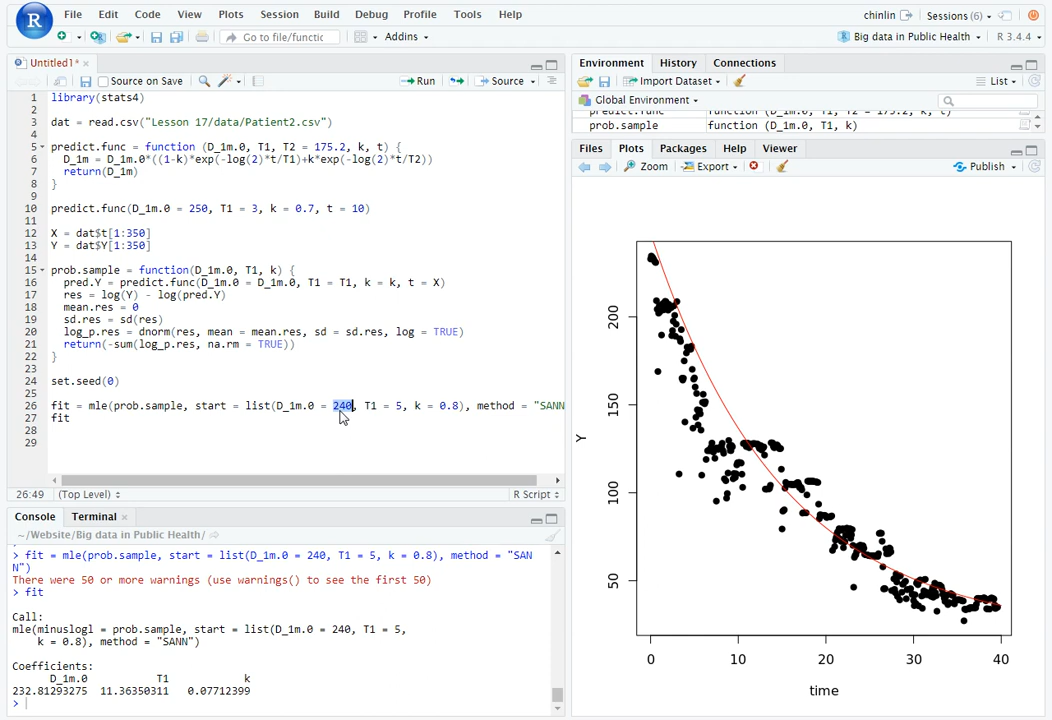 File Edit Code View Plots Session Build Debug Profile Tools Help
chinlin Sessions (6)
Go to file/functic Addins
Big data in Public Health R 3.4.4
Untitled1*
Source on Save Run Source
1 library(stats4)
2
3 dat = read.csv("Lesson 17/data/Patient2.csv")
4
5 predict.func = function (D_1m.0, T1, T2 = 175.2, k, t) {
6 D_1m = D_1m.0*((1-k)*exp(-log(2)*t/T1)+k*exp(-log(2)*t/T2))
7 return(D_1m)
8 }
9
10 predict.func(D_1m.0 = 250, T1 = 3, k = 0.7, t = 10)
11
12 X = dat$t[1:350]
13 Y = dat$Y[1:350]
14
15 prob.sample = function(D_1m.0, T1, k) {
16 pred.Y = predict.func(D_1m.0 = D_1m.0, T1 = T1, k = k, t = X)
17 res = log(Y) - log(pred.Y)
18 mean.res = 0
19 sd.res = sd(res)
20 log_p.res = dnorm(res, mean = mean.res, sd = sd.res, log = TRUE)
21 return(-sum(log_p.res, na.rm = TRUE))
22 }
23
24 set.seed(0)
25
26 fit = mle(prob.sample, start = list(D_1m.0 = 240, T1 = 5, k = 0.8), method = "SANN
27 fit
28
29
26:49 (Top Level) R Script
Console Terminal
~/Website/Big data in Public Health/
> fit = mle(prob.sample, start = list(D_1m.0 = 240, T1 = 5, k = 0.8), method = "SAN
N")
There were 50 or more warnings (use warnings() to see the first 50)
> fit
Call:
mle(minuslogl = prob.sample, start = list(D_1m.0 = 240, T1 = 5,
k = 0.8), method = "SANN")
Coefficients:
D_1m.0 T1 k
232.81293275 11.36350311 0.07712399
>
Environment History Connections
Import Dataset List
Global Environment
prob.sample function (D_1m.0, T1, k)
Files Plots Packages Help Viewer
Zoom Export Publish
200
150
100
50
Y
0 10 20 30 40
time